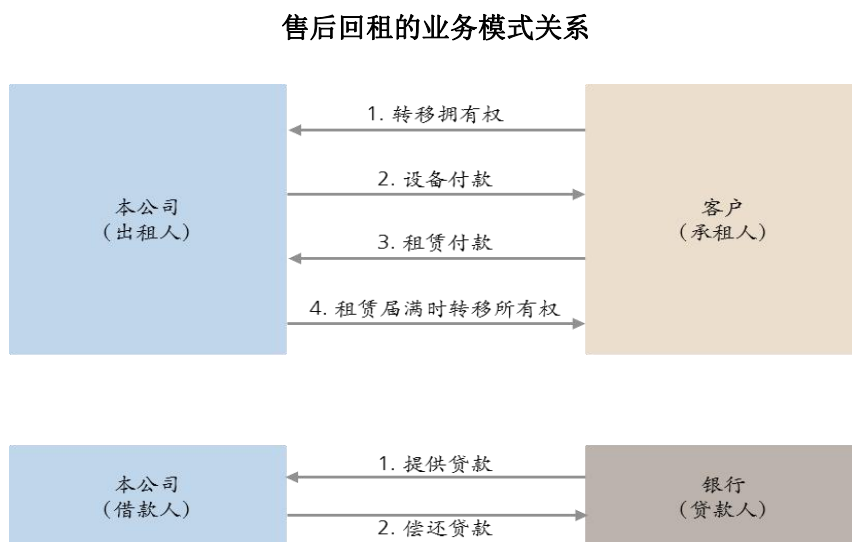 售后回租的业务模式关系
1. 转移拥有权
2. 设备付款
本公司
(出租人)
客户
(承租人)
3. 租赁付款
4. 租赁届满时转移所有权
1. 提供贷款
本公司
(借款人)
银行
(贷款人)
2. 偿还贷款